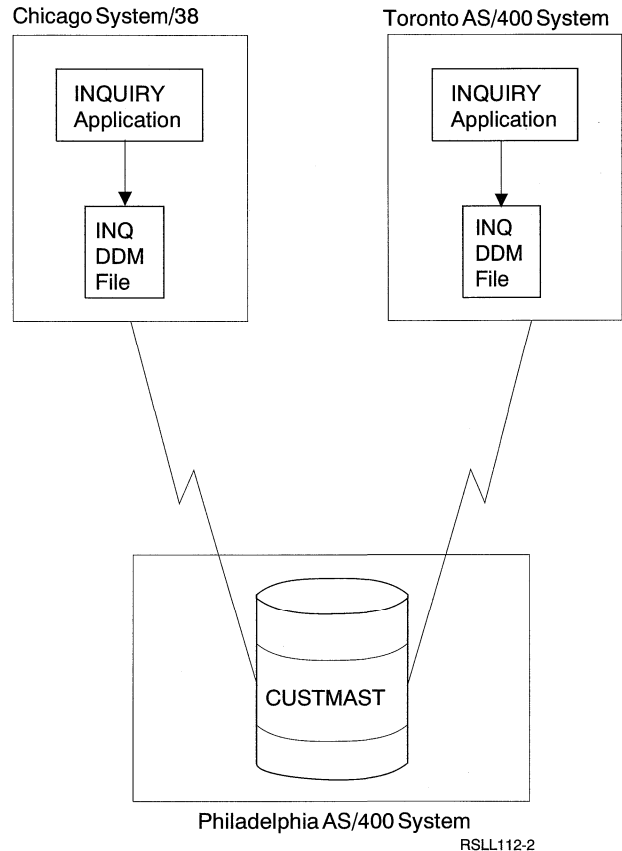 Chicago System/38
Toronto AS/400 System
INQUIRY
Application
INQUIRY
Application
INQ
DDM
File
INQ
DDM
File
CUSTMAST
Philadelphia AS/400 System
RSLL112-2